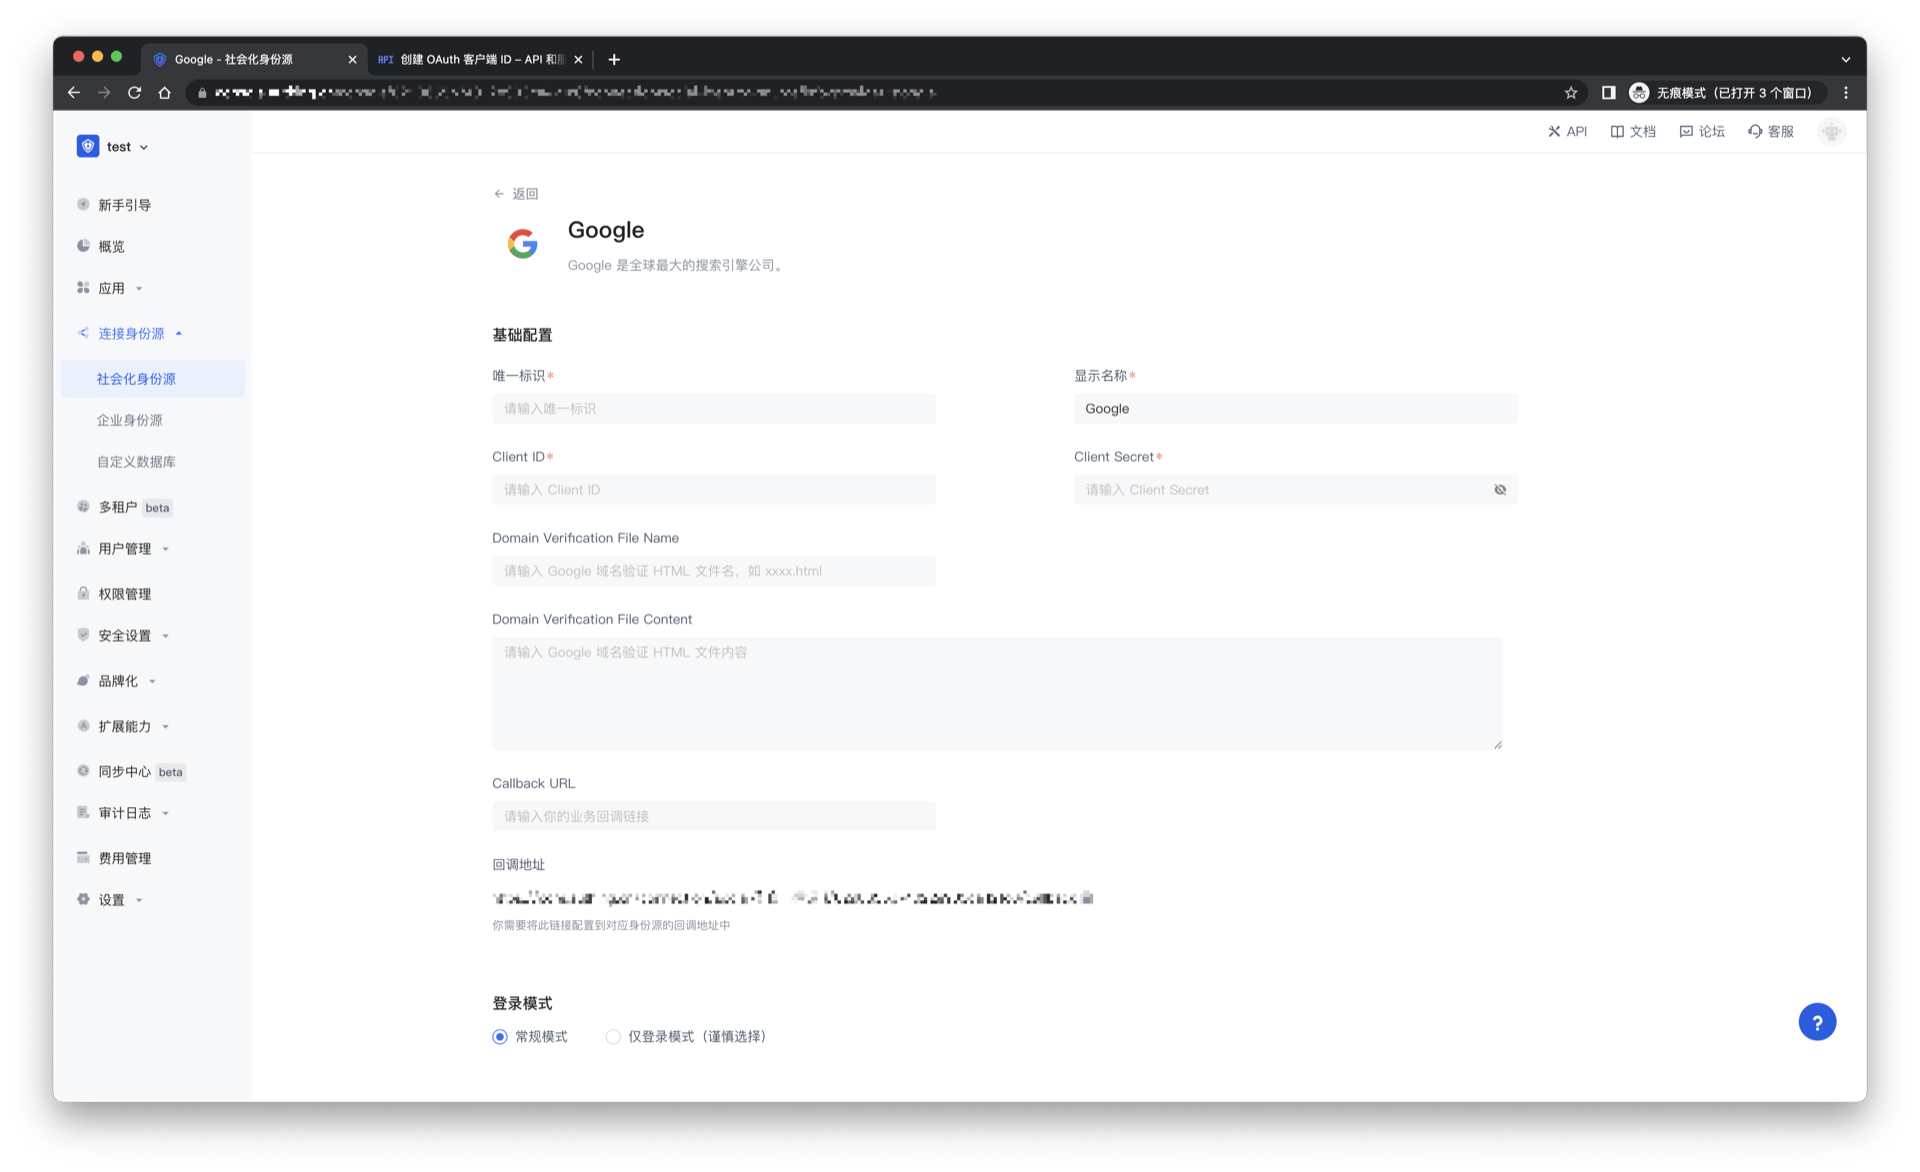 Google - 社会化身份源
API 创建 OAuth 客户端 ID – API 和
无痕模式（已打开 3 个窗口）
test
API
文档
论坛
客服
新手引导
概览
应用
连接身份源
社会化身份源
企业身份源
自定义数据库
多租户 beta
用户管理
权限管理
安全设置
品牌化
扩展能力
同步中心 beta
审计日志
费用管理
设置
返回
Google
Google 是全球最大的搜索引擎公司。
基础配置
唯一标识*
请输入唯一标识
显示名称*
Google
Client ID*
请输入 Client ID
Client Secret*
请输入 Client Secret
Domain Verification File Name
请输入 Google 域名验证 HTML 文件名，如 xxxx.html
Domain Verification File Content
请输入 Google 域名验证 HTML 文件内容
Callback URL
请输入你的业务回调链接
回调地址
你需要将此链接配置到对应身份源的回调地址中
登录模式
常规模式
仅登录模式（谨慎选择）
?